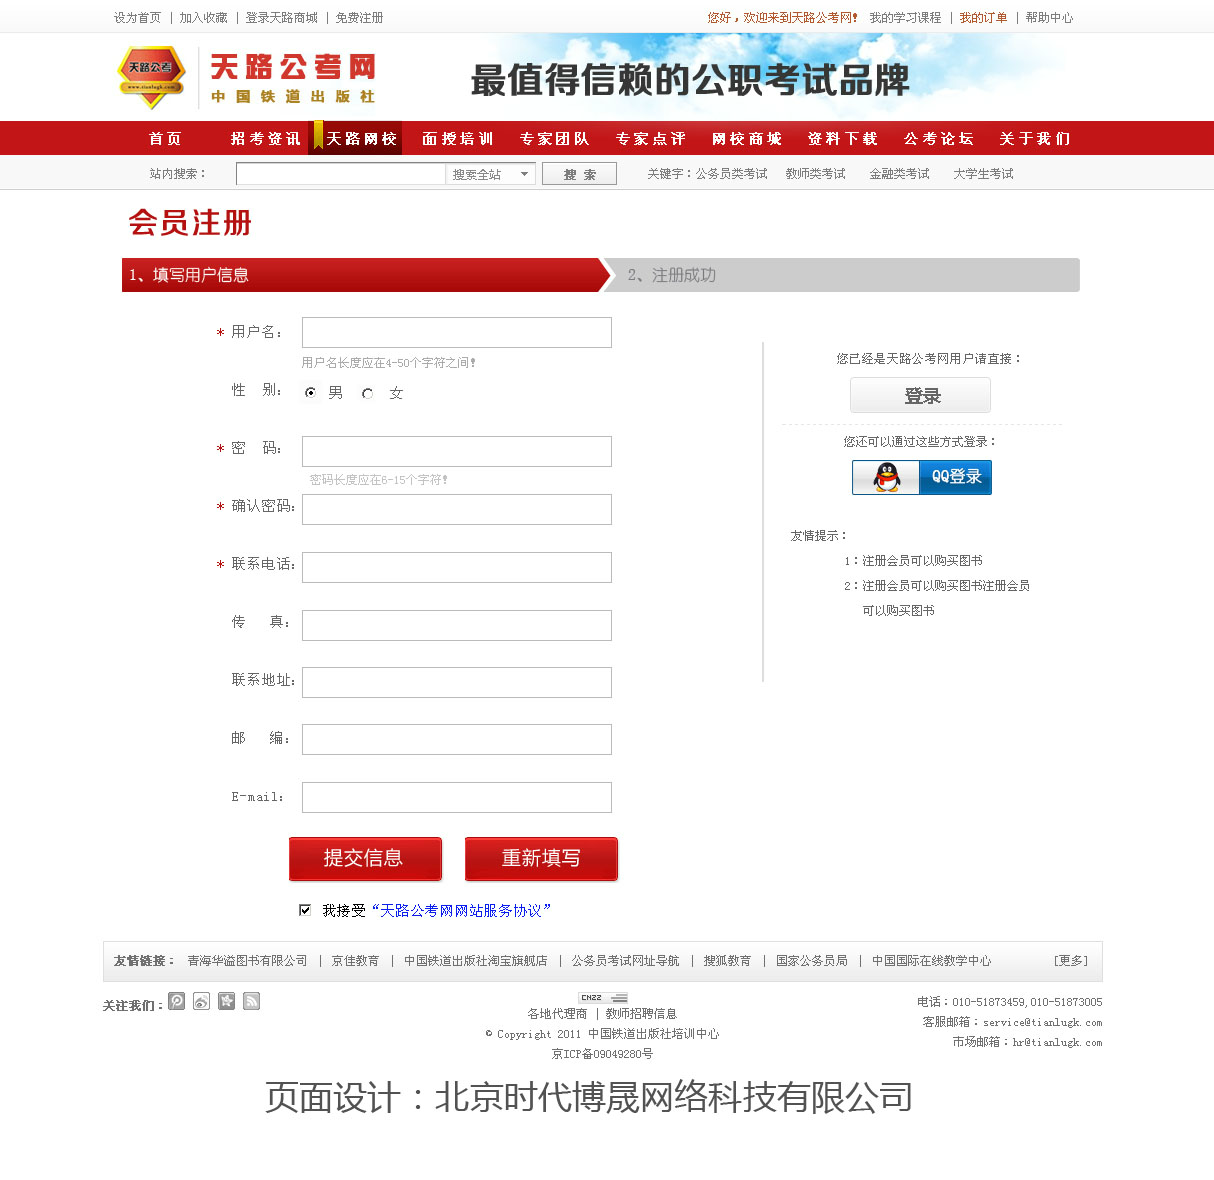 设为首页 | 加入收藏 | 登录天路商城 | 免费注册
您好，欢迎来到天路公考网! 我的学习课程 | 我的订单 | 帮助中心
天路公考
www.tianlugk.com
天路公考网
中国铁道出版社
最值得信赖的公职考试品牌
首页 招考资讯 天路网校 面授培训 专家团队 专家点评 网校商城 资料下载 公考论坛 关于我们
站内搜索： 搜索全站 搜 索 关键字：公务员类考试 教师类考试 金融类考试 大学生考试
会员注册
1、填写用户信息 2、注册成功
* 用户名：
用户名长度应在4-50个字符之间!
性 别： 男 女
* 密 码：
密码长度应在6-15个字符!
* 确认密码：
* 联系电话：
传 真：
联系地址：
邮 编：
E-mail：
提交信息 重新填写
我接受“天路公考网网站服务协议”
您已经是天路公考网用户请直接：
登录
您还可以通过这些方式登录：
QQ登录
友情提示：
1：注册会员可以购买图书
2：注册会员可以购买图书注册会员
可以购买图书
友情链接： 青海华谥图书有限公司 | 京佳教育 | 中国铁道出版社淘宝旗舰店 | 公务员考试网址导航 | 搜狐教育 | 国家公务员局 | 中国国际在线教学中心 [更多]
关注我们：
CNZZ
各地代理商 | 教师招聘信息
© Copyright 2011 中国铁道出版社培训中心
京ICP备09049280号
电话：010-51873459,010-51873005
客服邮箱：service@tianlugk.com
市场邮箱：hr@tianlugk.com
页面设计：北京时代博晟网络科技有限公司